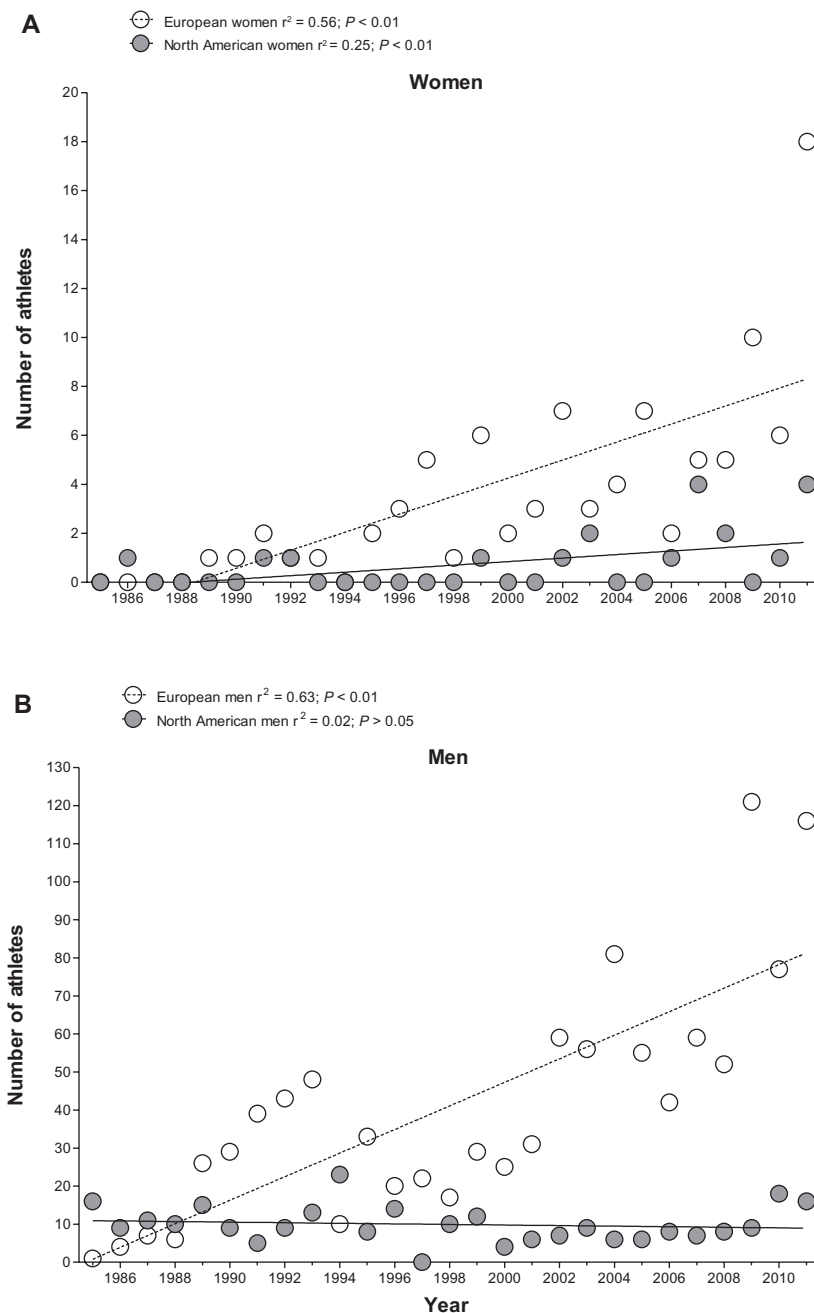 A
European women r² = 0.56; P < 0.01
North American women r² = 0.25; P < 0.01
Women
20
18
16
14
12
10
8
6
4
2
0
Number of athletes
1986 1988 1990 1992 1994 1996 1998 2000 2002 2004 2006 2008 2010
B
European men r² = 0.63; P < 0.01
North American men r² = 0.02; P > 0.05
Men
130
120
110
100
90
80
70
60
50
40
30
20
10
0
Number of athletes
1986 1988 1990 1992 1994 1996 1998 2000 2002 2004 2006 2008 2010
Year